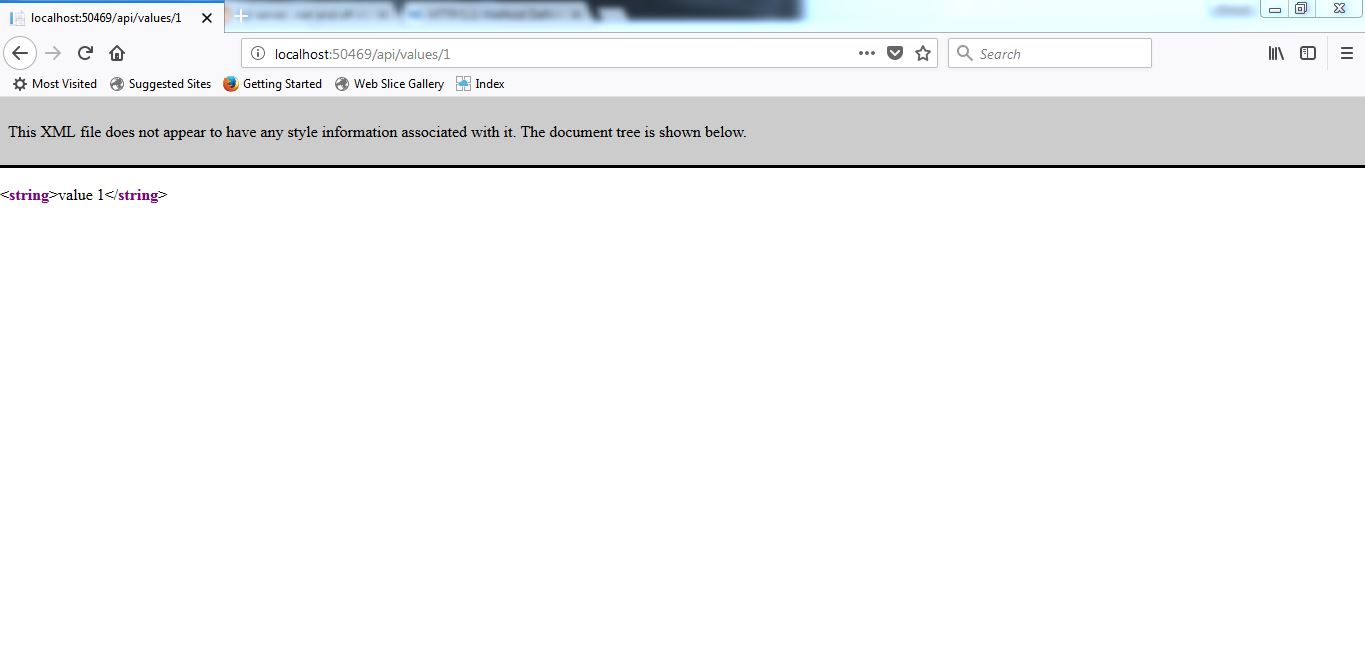 localhost:50469/api/values/1
localhost:50469/api/values/1
Search
Most Visited Suggested Sites Getting Started Web Slice Gallery Index
This XML file does not appear to have any style information associated with it. The document tree is shown below.
<string>value 1</string>